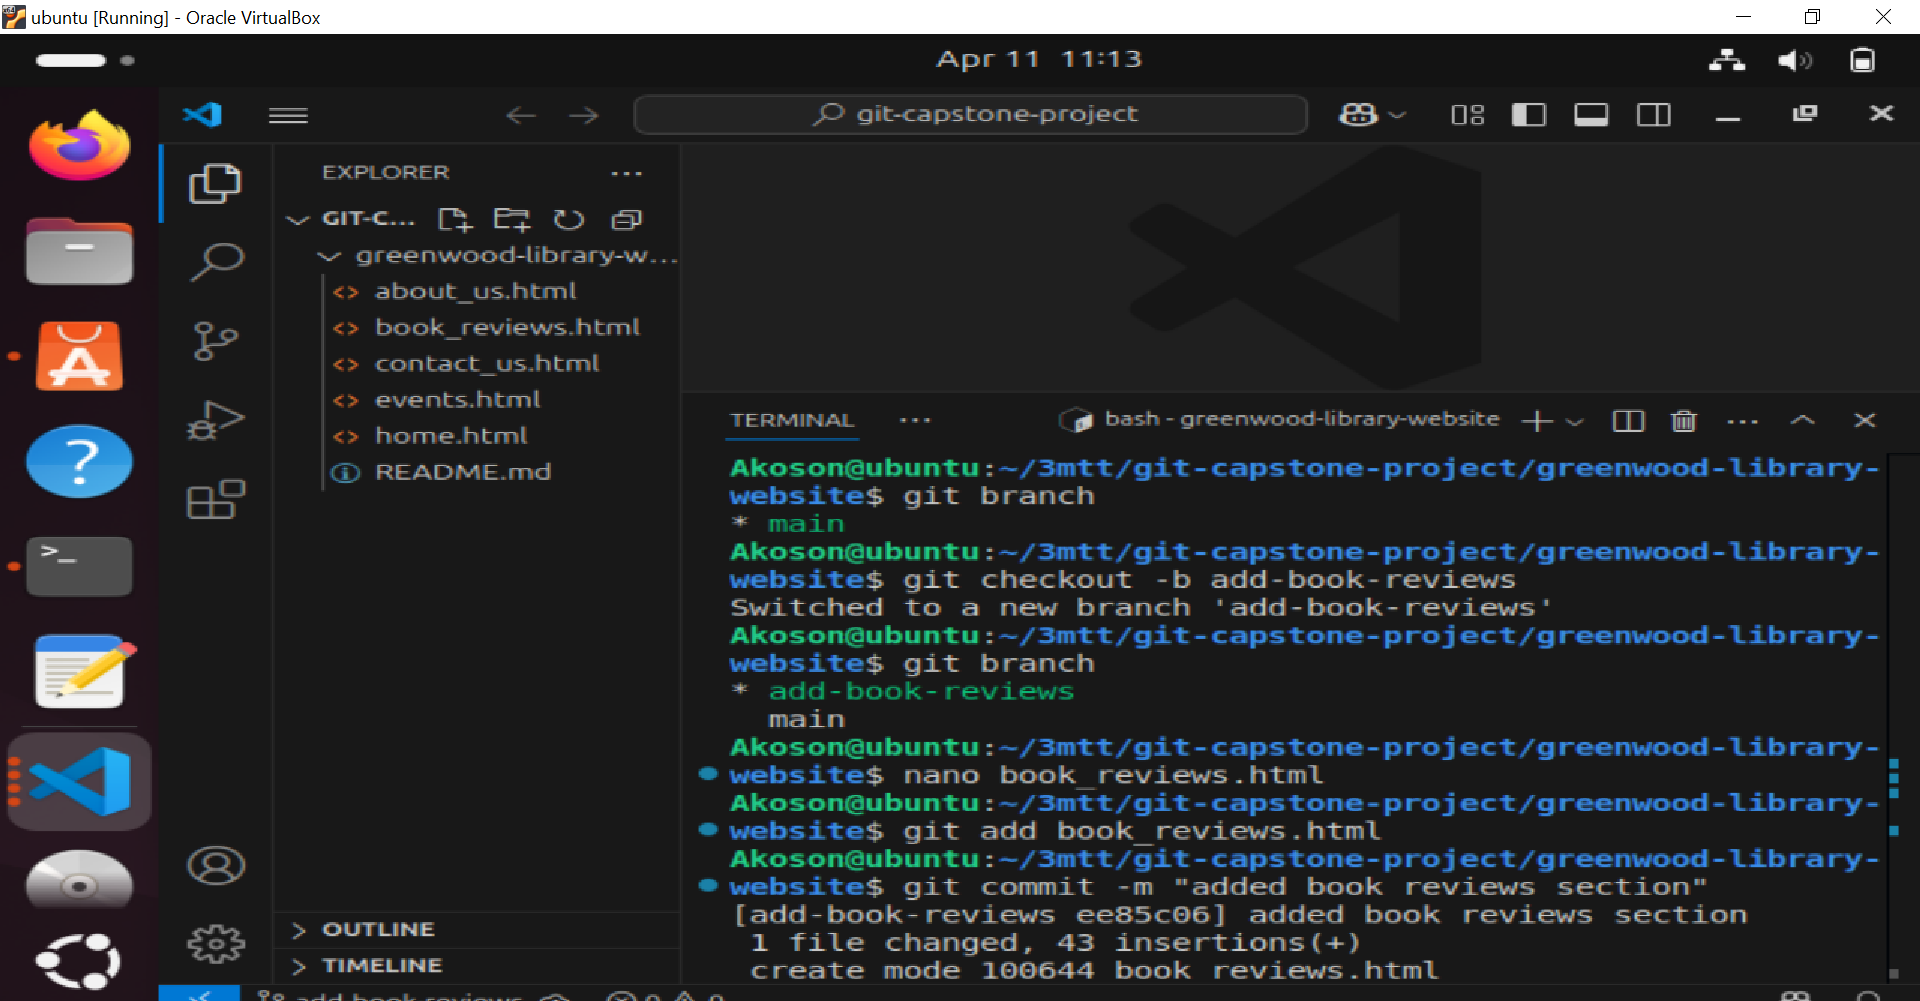 ubuntu [Running] - Oracle VirtualBox
Apr 11 11:13
git-capstone-project
EXPLORER
GIT-C...
greenwood-library-w...
<> about_us.html
<> book_reviews.html
<> contact_us.html
<> events.html
<> home.html
README.md
OUTLINE
TIMELINE
TERMINAL
bash - greenwood-library-website
Akoson@ubuntu:~/3mtt/git-capstone-project/greenwood-library-
website$ git branch
* main
Akoson@ubuntu:~/3mtt/git-capstone-project/greenwood-library-
website$ git checkout -b add-book-reviews
Switched to a new branch 'add-book-reviews'
Akoson@ubuntu:~/3mtt/git-capstone-project/greenwood-library-
website$ git branch
* add-book-reviews
main
Akoson@ubuntu:~/3mtt/git-capstone-project/greenwood-library-
website$ nano book_reviews.html
Akoson@ubuntu:~/3mtt/git-capstone-project/greenwood-library-
website$ git add book_reviews.html
Akoson@ubuntu:~/3mtt/git-capstone-project/greenwood-library-
website$ git commit -m "added book reviews section"
[add-book-reviews ee85c06] added book reviews section
1 file changed, 43 insertions(+)
create mode 100644 book_reviews.html
add-book-reviews